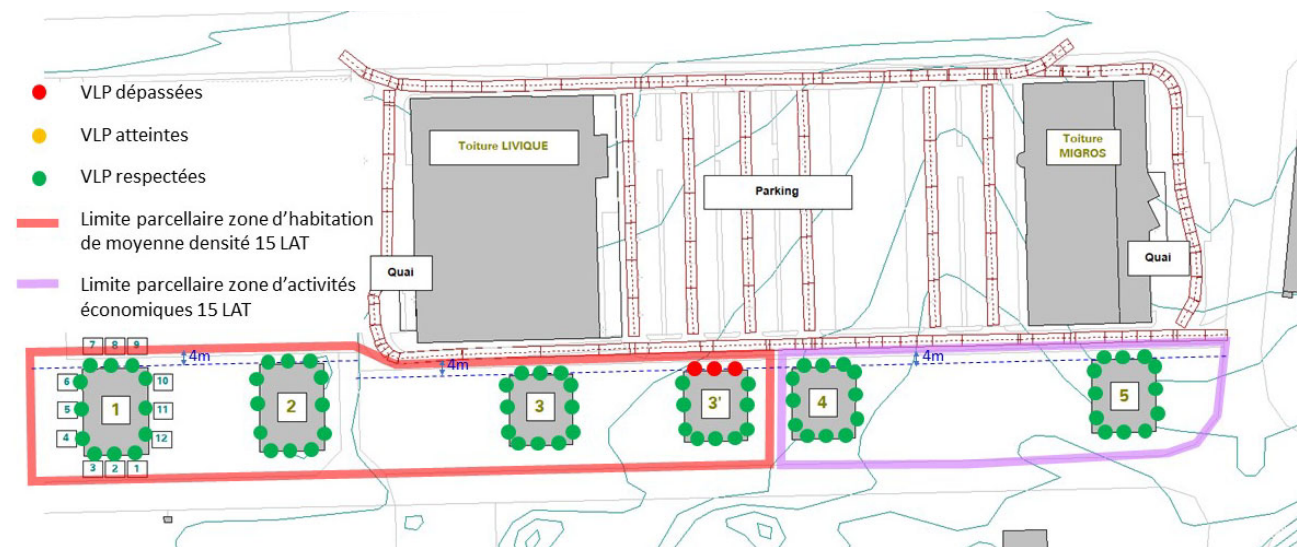 VLP dépassées
VLP atteintes
VLP respectées
Limite parcellaire zone d'habitation
de moyenne densité 15 LAT
Limite parcellaire zone d'activités
économiques 15 LAT
Toiture LIVIQUE
Parking
Toiture
MIGROS
Quai
Quai
7 8 9
4m
4m
4m
6 10
5 1 11
4 12
3 2 1
2
3
3'
4
5